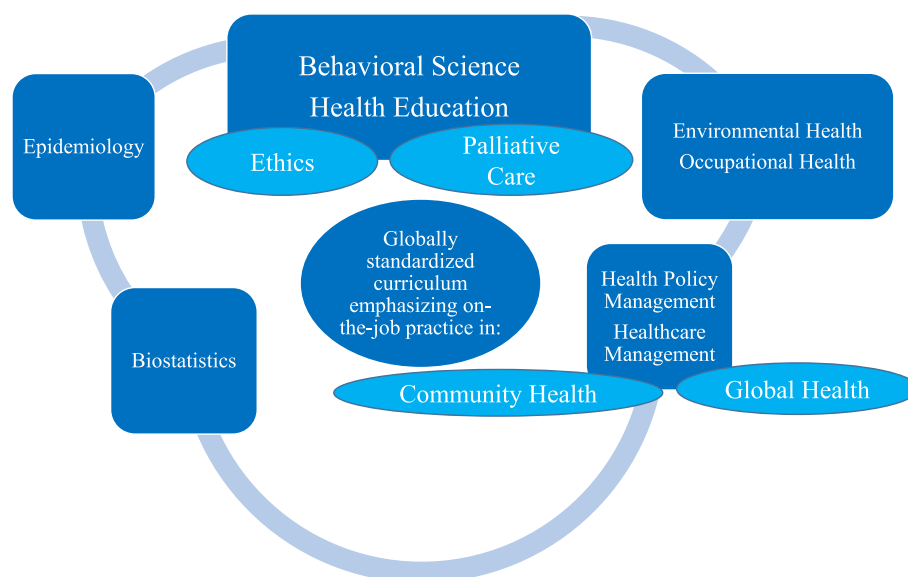 Behavioral Science
Health Education
Ethics
Palliative
Care
Epidemiology
Environmental Health
Occupational Health
Globally
standardized
curriculum
emphasizing on-
the-job practice in:
Health Policy
Management
Healthcare
Management
Biostatistics
Community Health
Global Health